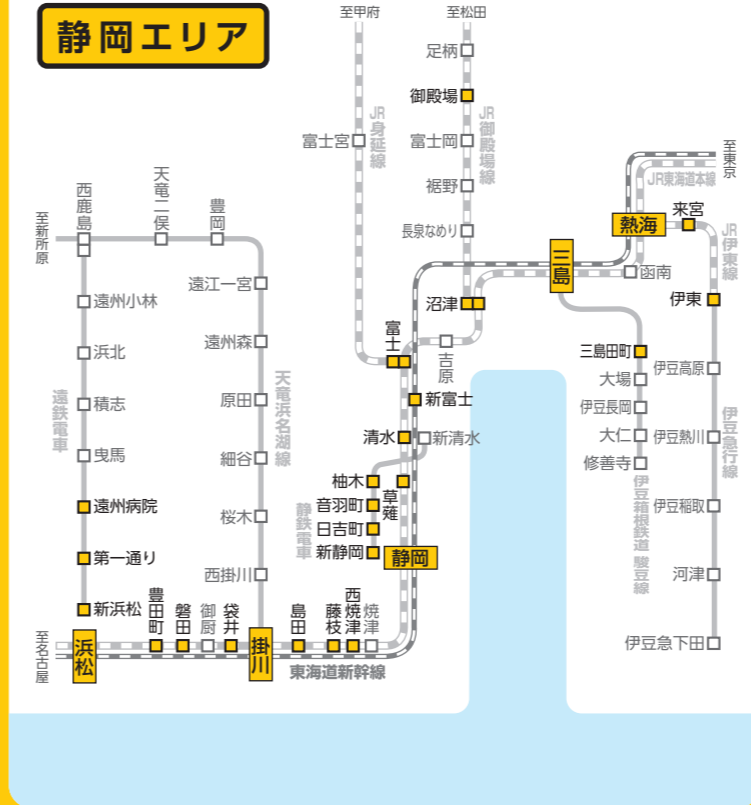 静岡エリア
至甲府
至松田
足柄
御殿場
JR身延線
JR御殿場線
富士宮
富士岡
至東京
JR東海道本線
裾野
西鹿島
天竜二俣
豊岡
至新所原
長泉なめり
三島
熱海
来宮
JR伊東線
函南
遠江一宮
遠州小林
沼津
伊東
富士
吉原
遠州森
浜北
三島田町
伊豆高原
大場
遠鉄電車
天竜浜名湖線
積志
原田
新富士
伊豆長岡
伊豆急行線
清水
新清水
大仁
伊豆熱川
曳馬
細谷
修善寺
柚木
草薙
遠州病院
静鉄電車
音羽町
伊豆箱根鉄道 駿豆線
伊豆稲取
桜木
日吉町
第一通り
新静岡
静岡
西掛川
河津
新浜松
豊田町
磐田
御厨
袋井
島田
藤枝
西焼津
焼津
至名古屋
浜松
掛川
東海道新幹線
伊豆急下田